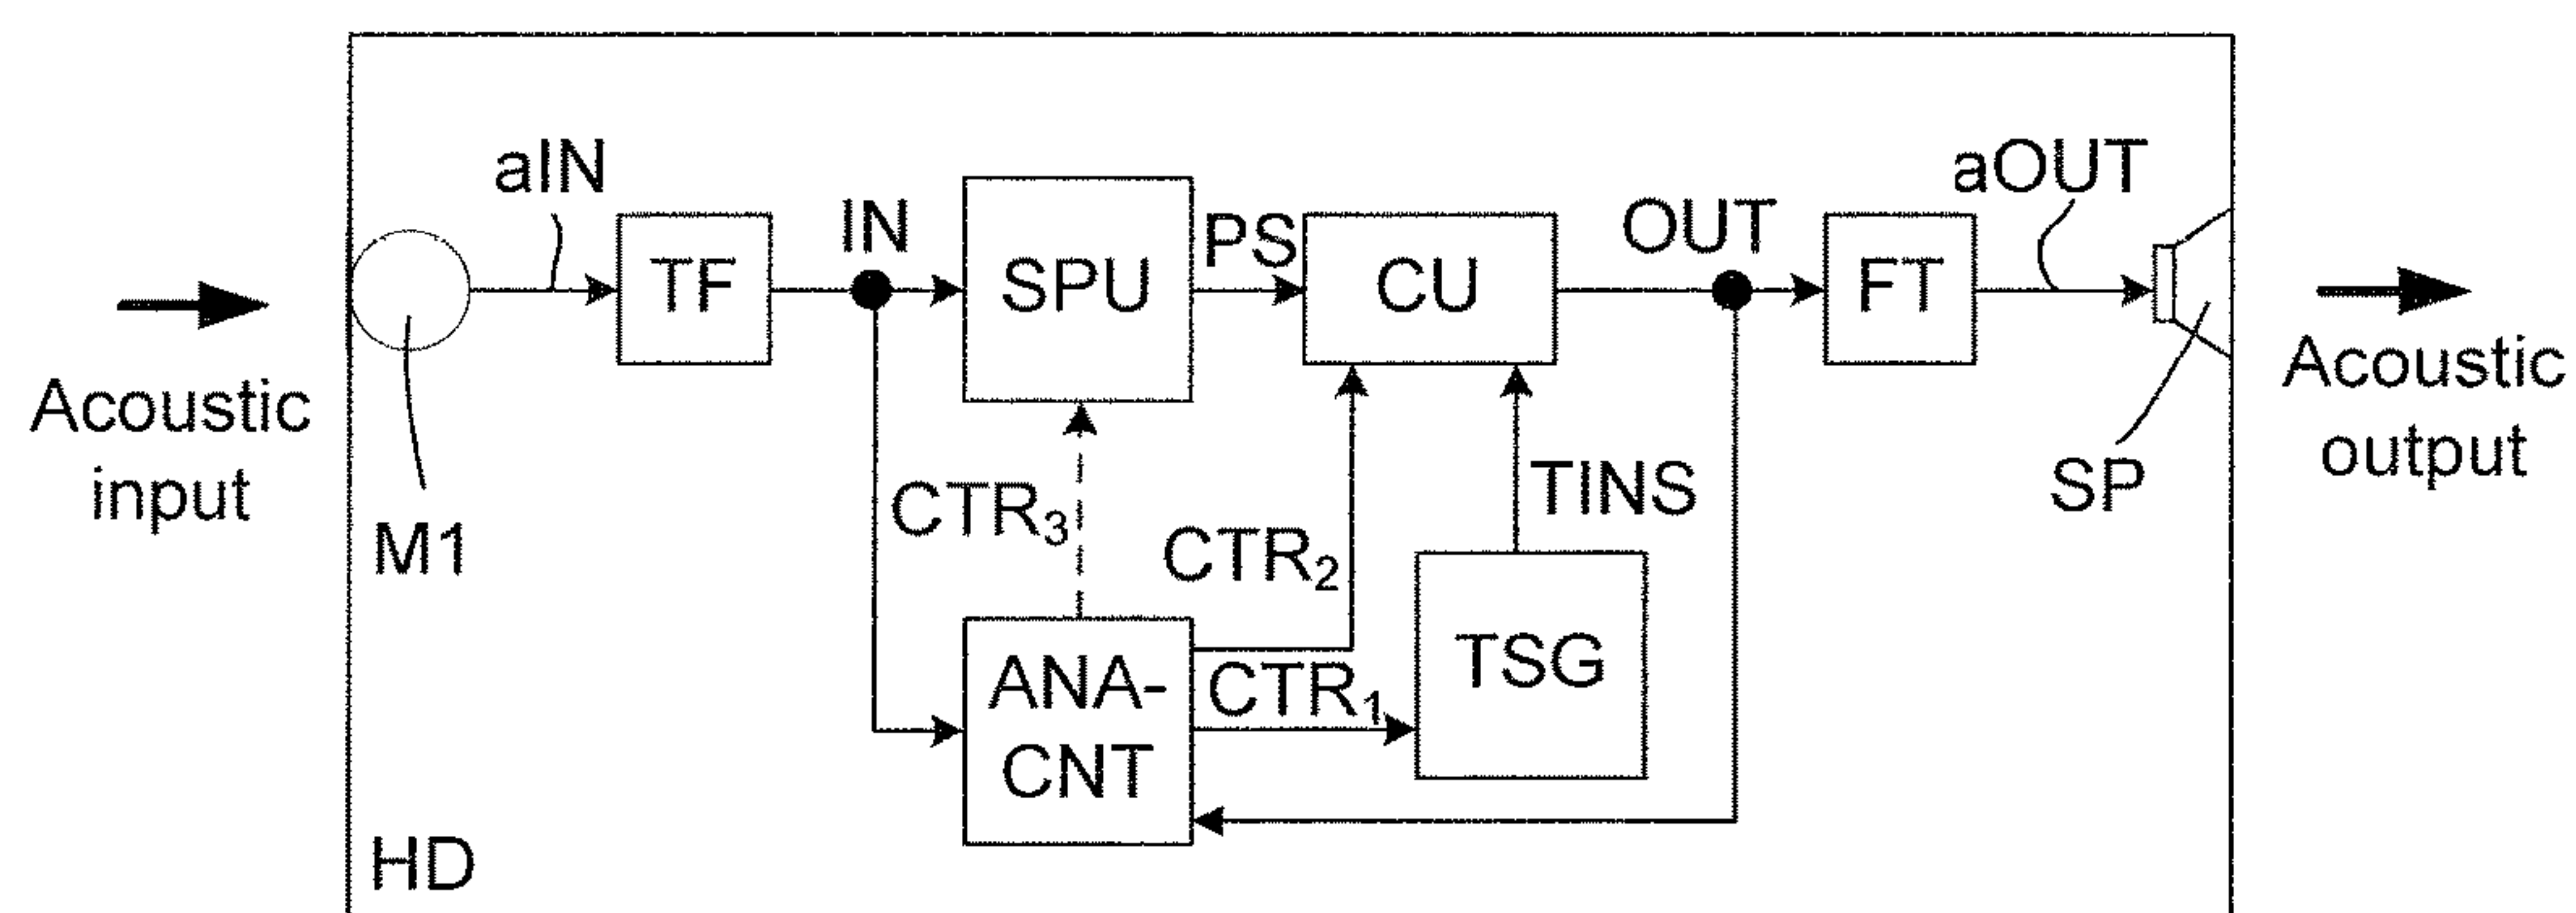 aIN
aOUT
IN
OUT
PS
TF
SPU
CU
FT
Acoustic
input
Acoustic
output
M1
CTR3
CTR2
TINS
SP
ANA-
CNT
CTR1
TSG
HD